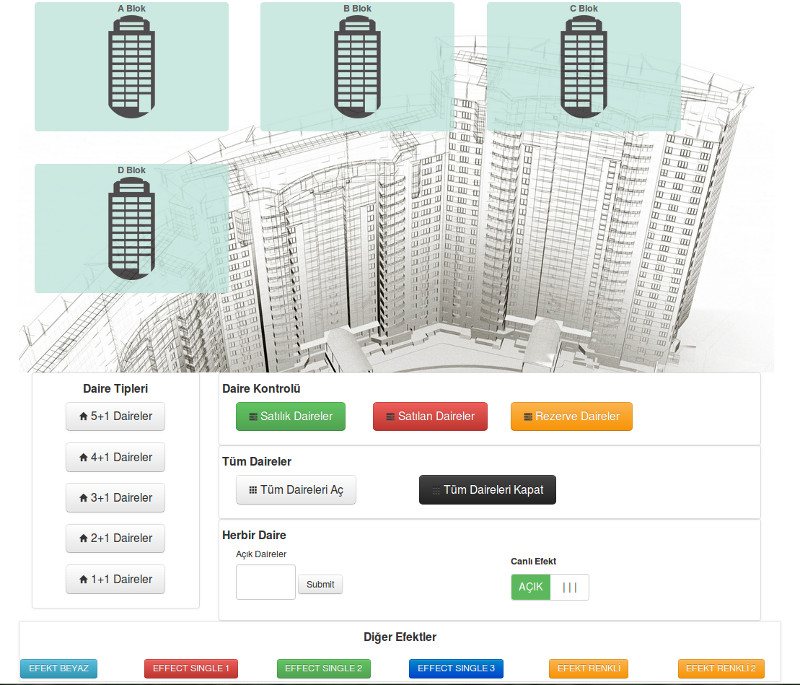 A Blok
B Blok
C Blok
D Blok
Daire Tipleri
5+1 Daireler
4+1 Daireler
3+1 Daireler
2+1 Daireler
1+1 Daireler
Daire Kontrolü
Satılık Daireler
Satılan Daireler
Rezerve Daireler
Tüm Daireler
Tüm Daireleri Aç
Tüm Daireleri Kapat
Herbir Daire
Açık Daireler
Submit
Canlı Efekt
AÇIK
Diğer Efektler
EFEKT BEYAZ
EFFECT SINGLE 1
EFFECT SINGLE 2
EFFECT SINGLE 3
EFEKT RENKLI
EFEKT RENKLI 2